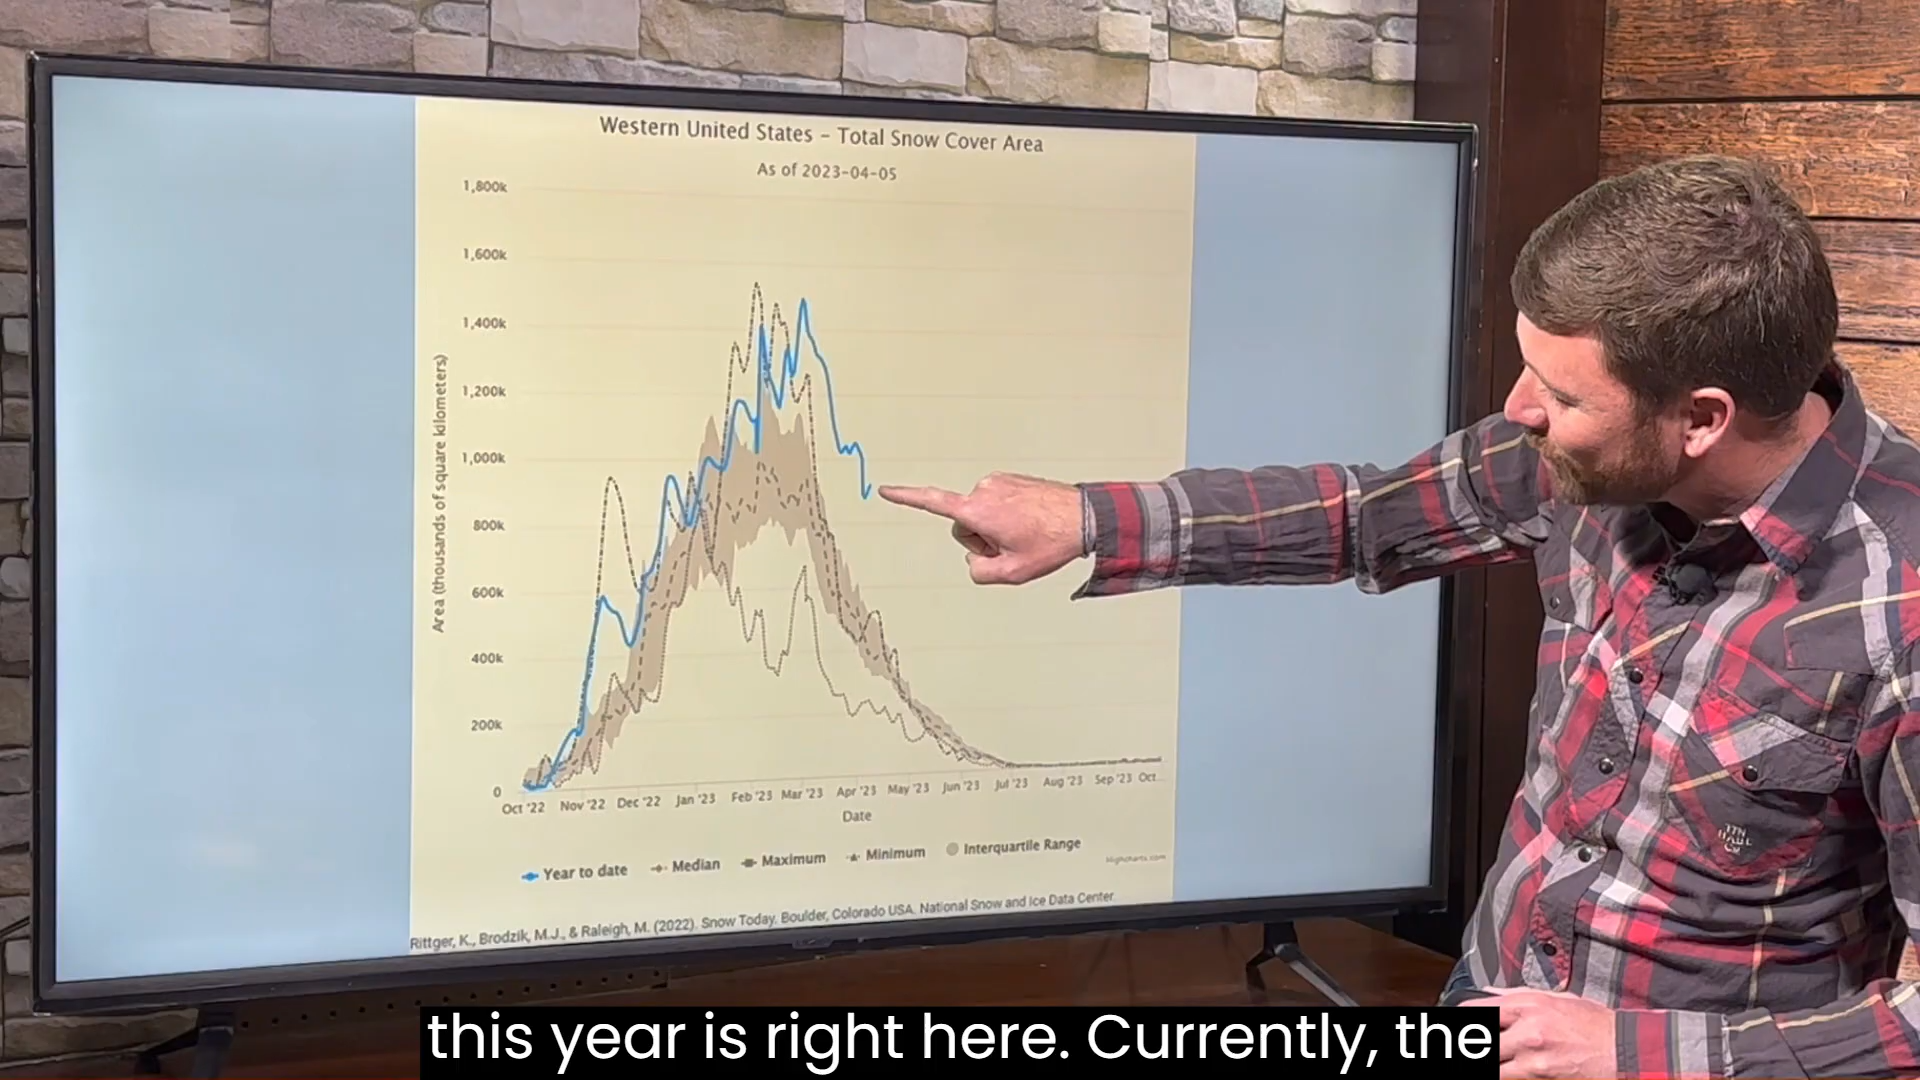 Western United States – Total Snow Cover Area
As of 2023-04-05
1,800k
1,600k
1,400k
1,200k
1,000k
800k
600k
400k
200k
0
Area (thousands of square kilometers)
Oct '22 Nov '22 Dec '22 Jan '23 Feb '23 Mar '23 Apr '23 May '23 Jun '23 Jul '23 Aug '23 Sep '23 Oct...
Date
Year to date Median Maximum Minimum Interquartile Range
Highcharts.com
Rittger, K., Brodzik, M.J., & Raleigh, M. (2022). Snow Today. Boulder, Colorado USA. National Snow and Ice Data Center
this year is right here. Currently, the